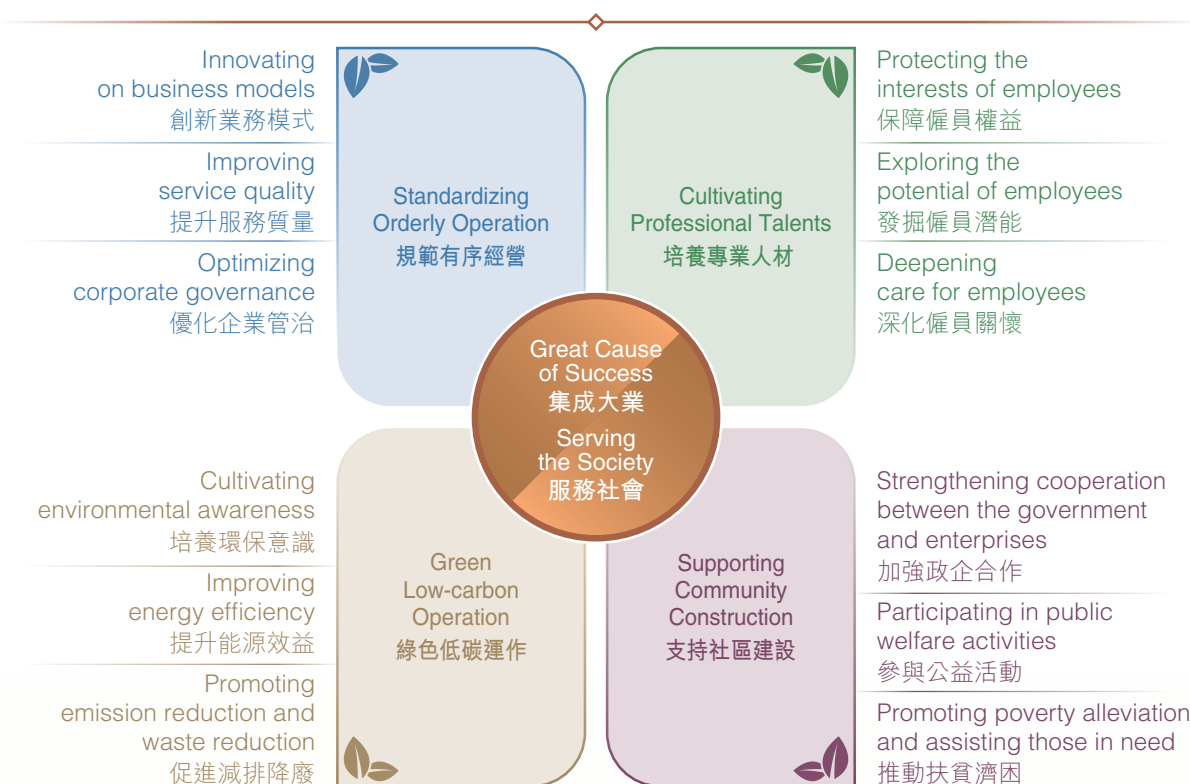 Innovating
on business models
創新業務模式
Improving
service quality
提升服務質量
Optimizing
corporate governance
優化企業管治
Standardizing
Orderly Operation
規範有序經營
Cultivating
Professional Talents
培養專業人材
Protecting the
interests of employees
保障僱員權益
Exploring the
potential of employees
發掘僱員潛能
Deepening
care for employees
深化僱員關懷
Great Cause
of Success
集成大業
Serving
the Society
服務社會
Cultivating
environmental awareness
培養環保意識
Improving
energy efficiency
提升能源效益
Promoting
emission reduction and
waste reduction
促進減排降廢
Green
Low-carbon
Operation
綠色低碳運作
Supporting
Community
Construction
支持社區建設
Strengthening cooperation
between the government
and enterprises
加強政企合作
Participating in public
welfare activities
參與公益活動
Promoting poverty alleviation
and assisting those in need
推動扶貧濟困